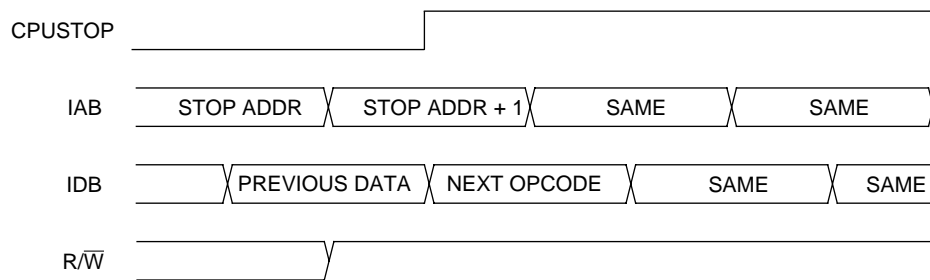 CPUSTOP
IAB STOP ADDR STOP ADDR + 1 SAME SAME
IDB PREVIOUS DATA NEXT OPCODE SAME SAME
R/W̅